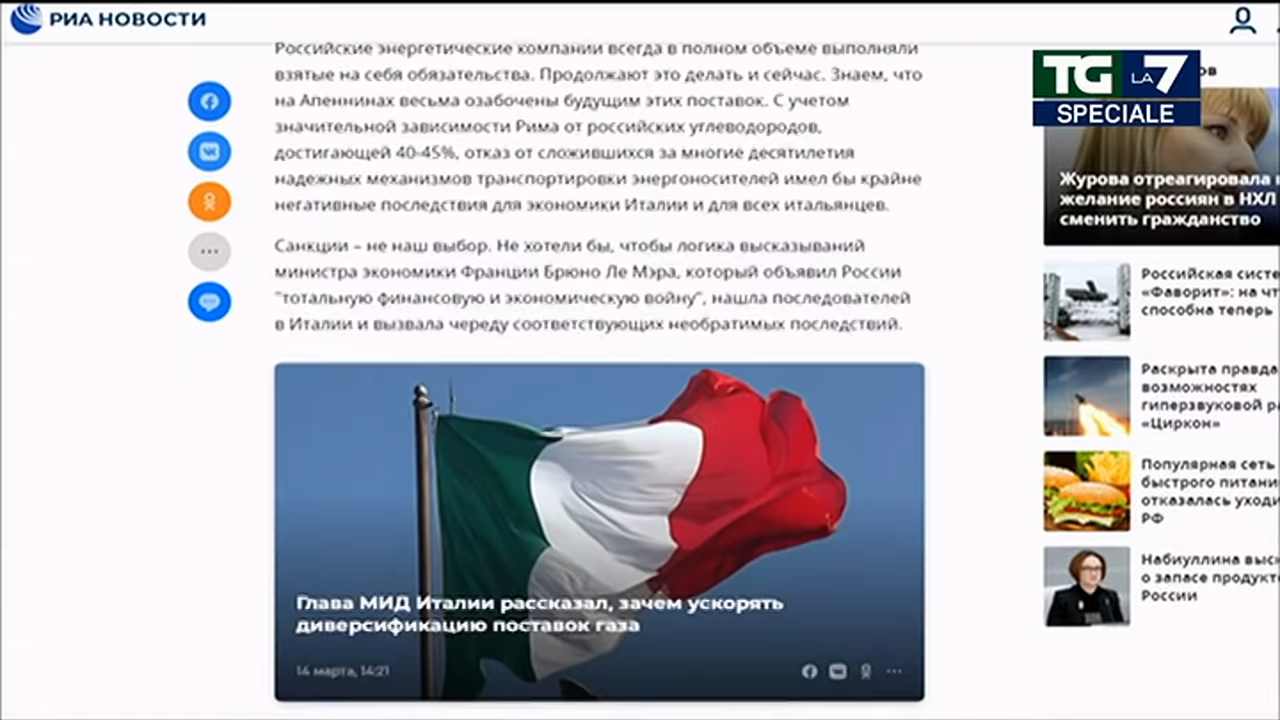 РИА НОВОСТИ
Российские энергетические компании всегда в полном объеме выполняли
взятые на себя обязательства. Продолжают это делать и сейчас. Знаем, что
на Апеннинах весьма озабочены будущим этих поставок. С учетом
значительной зависимости Рима от российских углеводородов,
достигающей 40-45%, отказ от сложившихся за многие десятилетия
надежных механизмов транспортировки энергоносителей имел бы крайне
негативные последствия для экономики Италии и для всех итальянцев.
Санкции – не наш выбор. Не хотели бы, чтобы логика высказываний
министра экономики Франции Брюно Ле Мэра, который объявил России
"тотальную финансовую и экономическую войну", нашла последователей
в Италии и вызвала череду соответствующих необратимых последствий.
Глава МИД Италии рассказал, зачем ускорять
диверсификацию поставок газа
14 марта, 14:21
TG LA 7
SPECIALE
ов
Журова отреагировала
желание россиян в НХЛ
сменить гражданство
Российская систе
«Фаворит»: на чт
способна теперь
Раскрыта правда
возможностях
гиперзвуковой р
«Циркон»
Популярная сеть
быстрого питани
отказалась уходи
РФ
Набиуллина выск
о запасе продукт
России